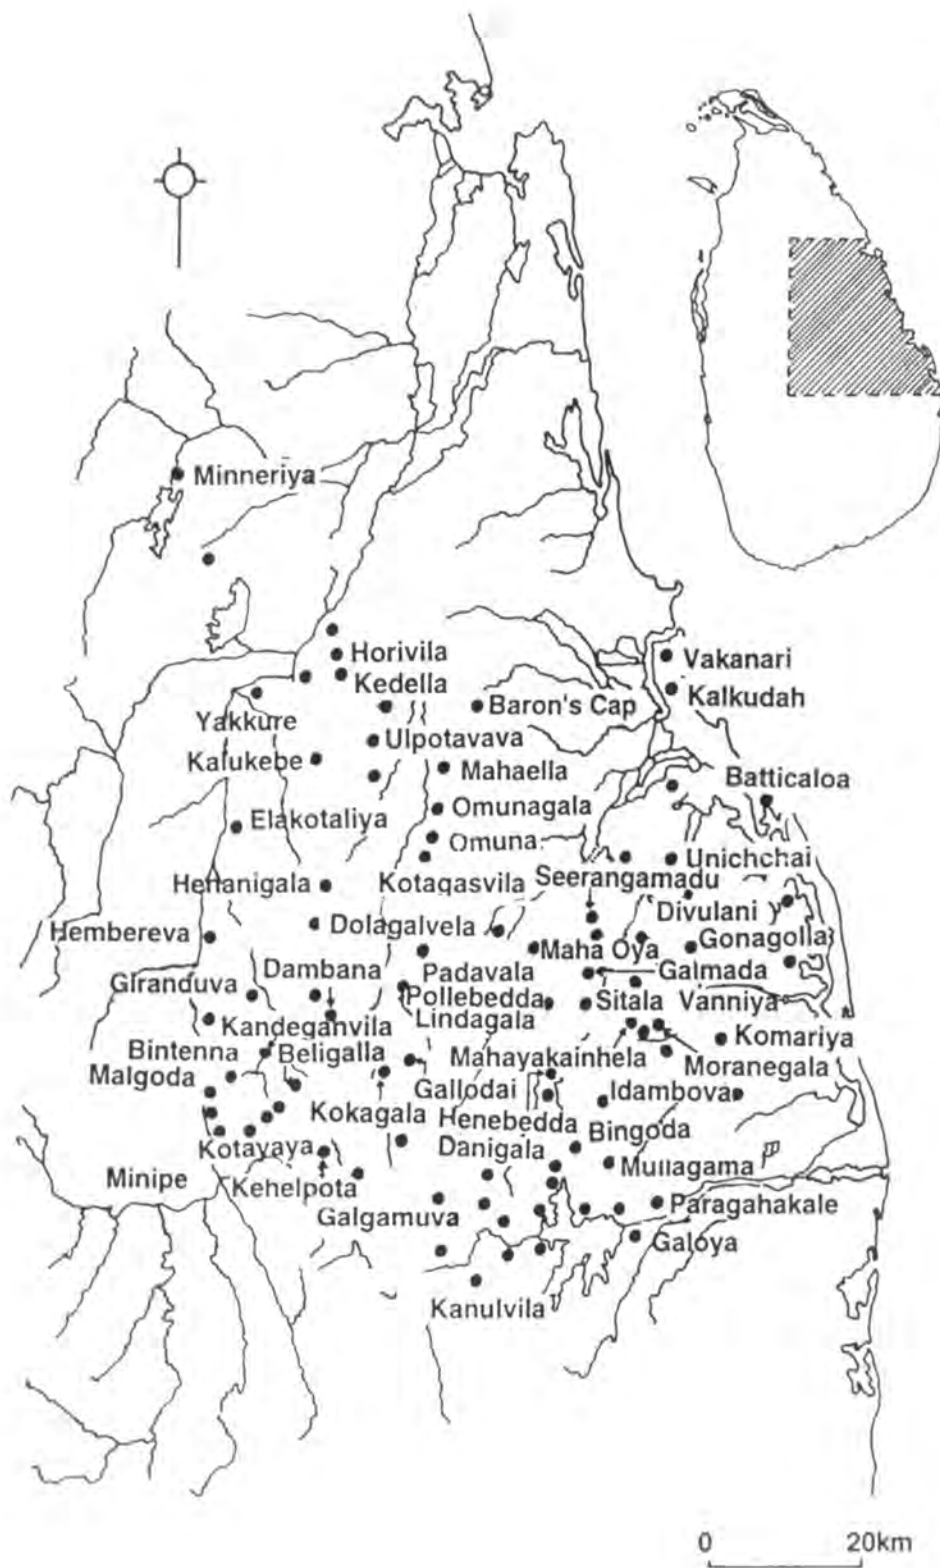 Minneriya
Horivila
Vakanari
Kedella
Kalkudah
Yakkure
Baron's Cap
Ulpotavava
Kalukebe
Mahaella
Batticaloa
Omunagala
Elakotaliya
Omuna
Unichchai
Henanigala
Kotagasvila
Seerangamadu
Divulani
Hembereva
Dolagalvela
Maha Oya
Gonagolla
Dambana
Padavala
Galmada
Giranduva
Pollebedda
Sitala
Vanniya
Lindagala
Kandeganvila
Komariya
Bintenna
Beligalla
Mahayakainhela
Moranegala
Malgoda
Gallodai
Idambova
Kokagala
Henebedda
Bingoda
Kotayaya
Danigala
Mullagama
Minipe
Kehelpota
Paragahakale
Galgamuva
Galoya
Kanulvila
0 20km